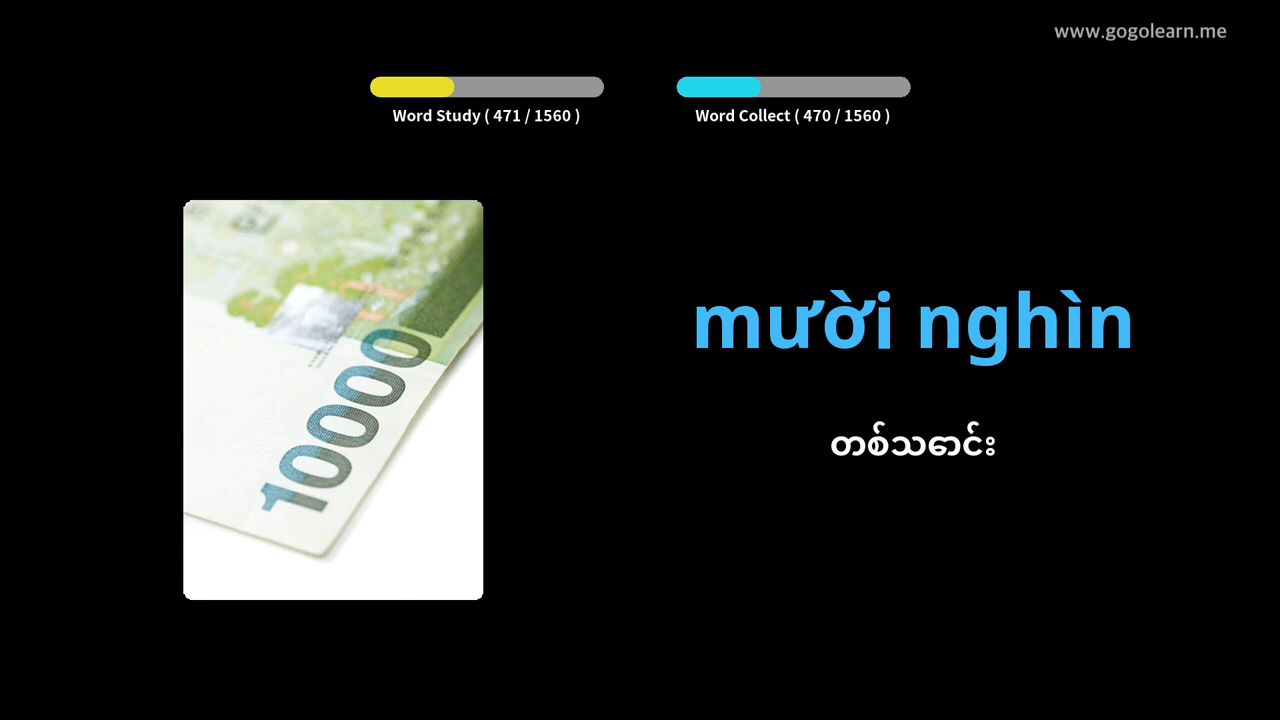 www.gogolearn.me
Word Study ( 471 / 1560 )
Word Collect ( 470 / 1560 )
10000
mười nghìn
တစ်သောင်း